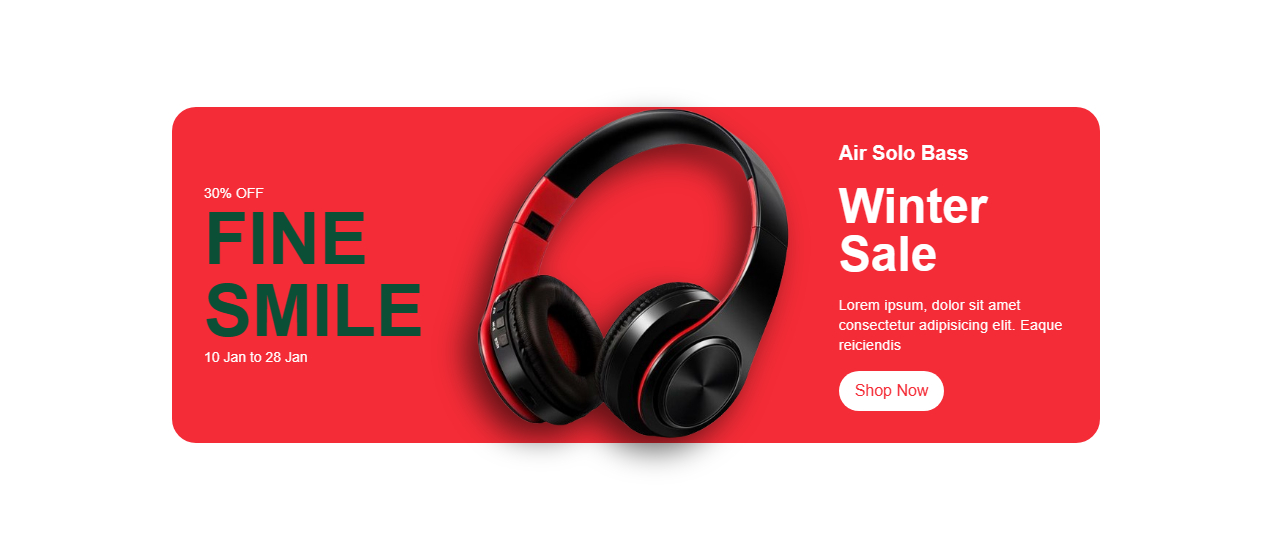 30% OFF
FINE
SMILE
10 Jan to 28 Jan
Air Solo Bass
Winter
Sale
Lorem ipsum, dolor sit amet
consectetur adipisicing elit. Eaque
reiciendis
Shop Now